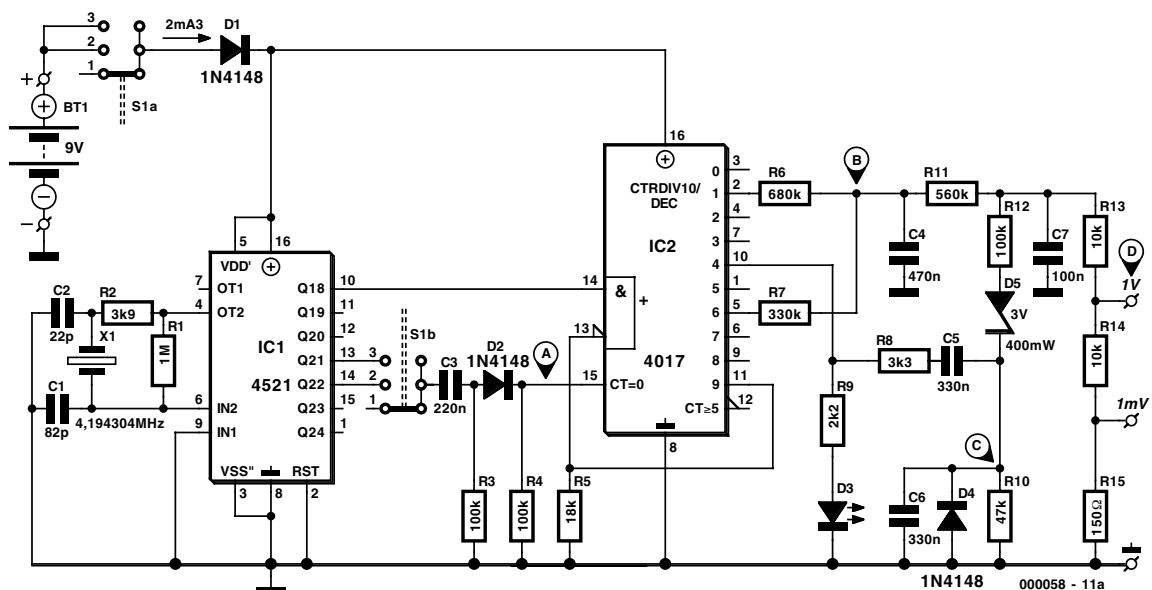 3
2
1
S1a
2mA3
D1
1N4148
+
BT1
9V
–
5
16
VDD'
7
OT1
4
OT2
6
IN2
9
IN1
IC1
4521
Q18
10
Q19
11
Q20
12
Q21
13
Q22
14
Q23
15
Q24
1
VSS"
RST
3
8
2
C2
22p
R2
3k9
X1
R1
1M
C1
82p
4,194304MHz
S1b
3
2
1
C3
220n
D2
1N4148
A
R3
100k
R4
100k
R5
18k
16
CTRDIV10/
DEC
IC2
14
&
+
13
4017
15
CT=0
8
0
3
1
2
2
4
3
7
4
10
5
1
6
5
7
6
8
9
9
11
CT≥5
12
R6
680k
B
R7
330k
C4
470n
R11
560k
R12
100k
C7
100n
R13
10k
D
1V
D5
3V
400mW
R14
10k
1mV
R8
3k3
C5
330n
R9
2k2
D3
C
C6
330n
D4
1N4148
R10
47k
R15
150Ω
000058 - 11a